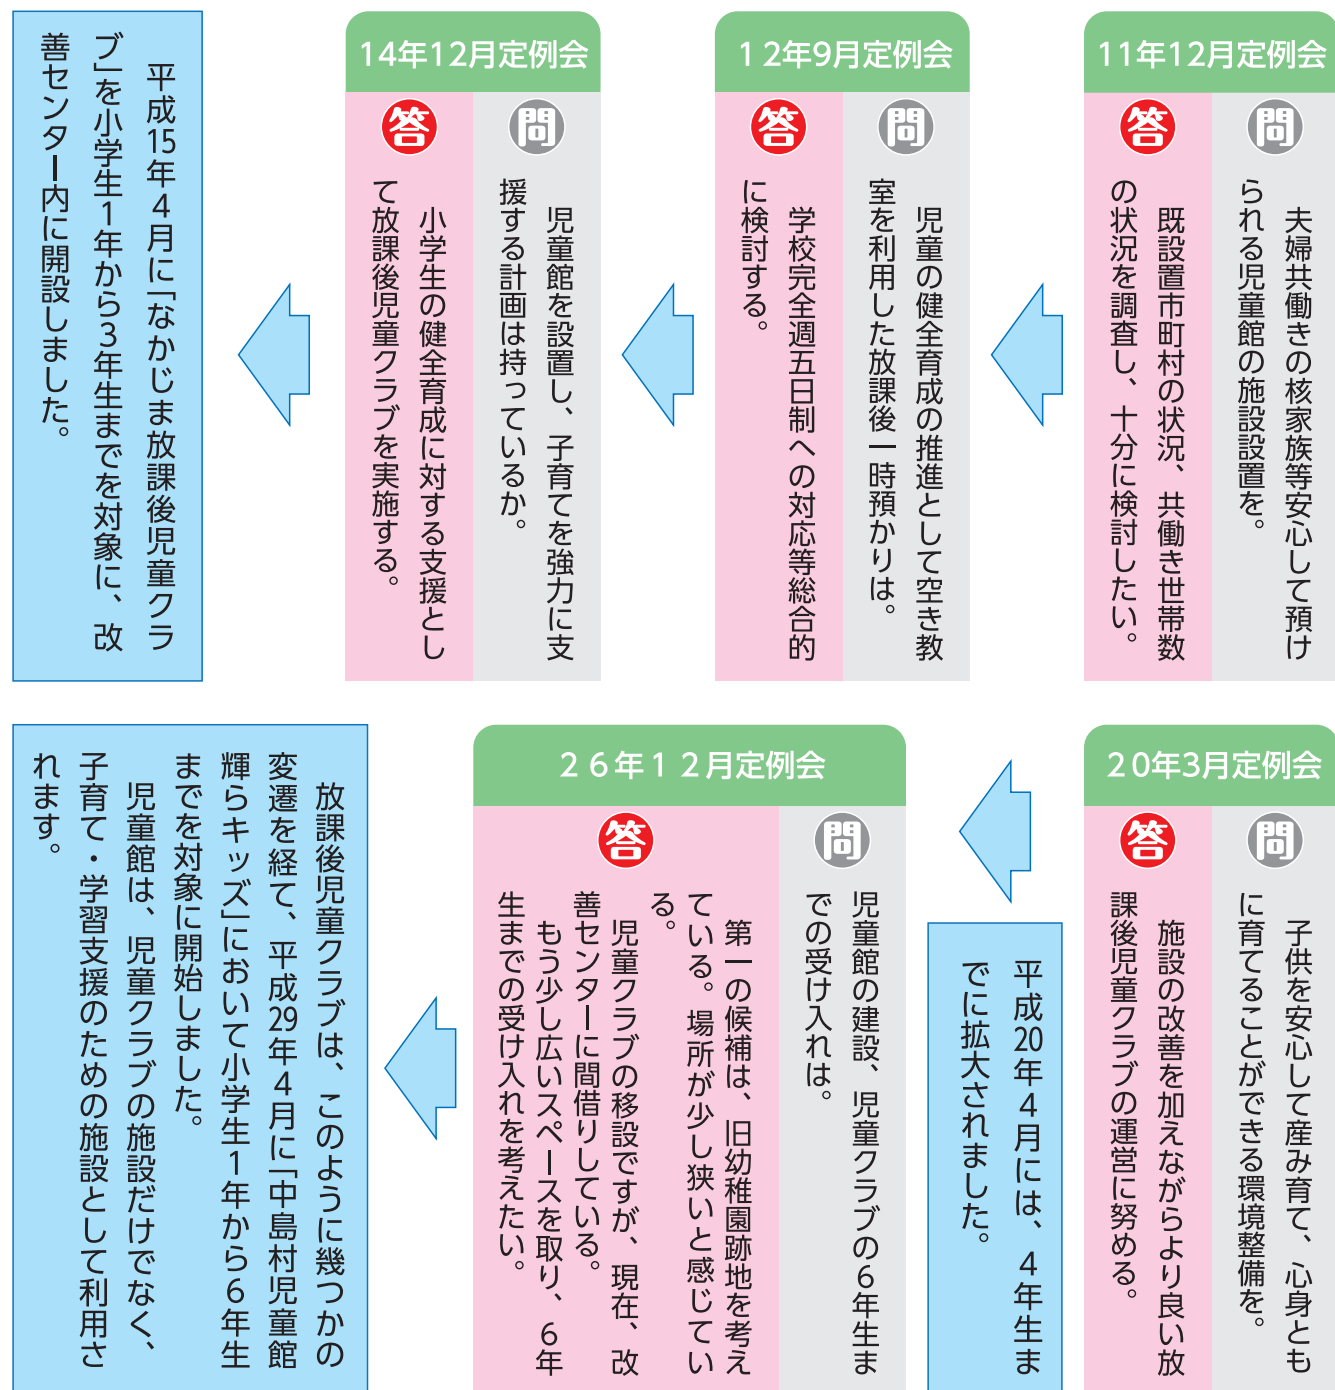 11年12月定例会
問
夫婦共働きの核家族等安心して預け
られる児童館の施設設置を。
答
既設置市町村の状況、共働き世帯数
の状況を調査し、十分に検討したい。
12年9月定例会
問
児童の健全育成の推進として空き教
室を利用した放課後一時預かりは。
答
学校完全週五日制への対応等総合的
に検討する。
14年12月定例会
問
児童館を設置し、子育てを強力に支
援する計画は持っているか。
答
小学生の健全育成に対する支援とし
て放課後児童クラブを実施する。
平成15年4月に「なかじま放課後児童クラ
ブ」を小学生1年から3年生までを対象に、改
善センター内に開設しました。
20年3月定例会
問
子供を安心して産み育て、心身とも
に育てることができる環境整備を。
答
施設の改善を加えながらより良い放
課後児童クラブの運営に努める。
平成20年4月には、4年生ま
でに拡大されました。
26年12月定例会
問
児童館の建設、児童クラブの6年生ま
での受け入れは。
答
第一の候補は、旧幼稚園跡地を考え
ている。場所が少し狭いと感じてい
る。
児童クラブの移設ですが、現在、改
善センターに間借りしている。
もう少し広いスペースを取り、6年
生までの受け入れを考えたい。
放課後児童クラブは、このように幾つかの
変遷を経て、平成29年4月に「中島村児童館
輝らキッズ」において小学生1年から6年生
までを対象に開始しました。
児童館は、児童クラブの施設だけでなく、
子育て・学習支援のための施設として利用さ
れます。